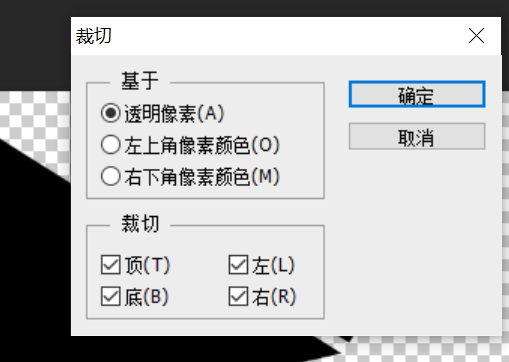 裁切
基于
透明像素(A)
左上角像素颜色(O)
右下角像素颜色(M)
确定
取消
裁切
顶(T) 左(L)
底(B) 右(R)